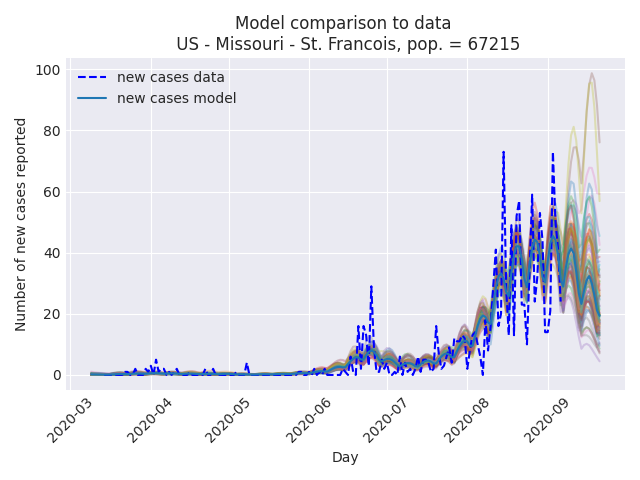 Model comparison to data
US - Missouri - St. Francois, pop. = 67215
new cases data
new cases model
Number of new cases reported
100
80
60
40
20
0
2020-03
2020-04
2020-05
2020-06
2020-07
2020-08
2020-09
Day